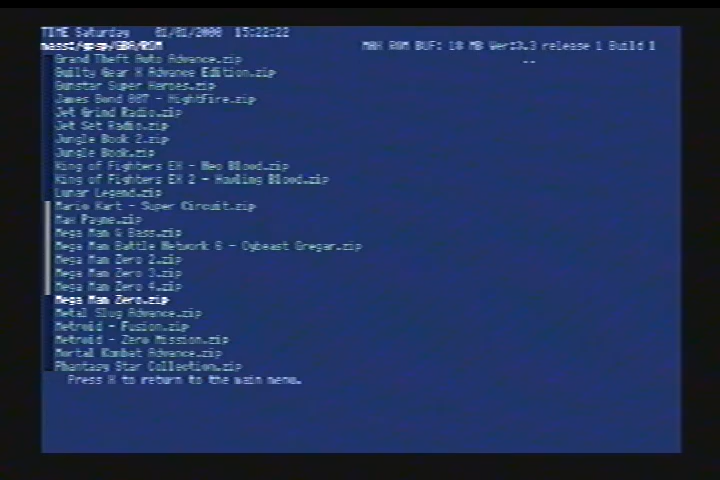 TIME Saturday 01/01/2000 15:22:22
mass:/gpsp/GBA/ROM MAX ROM BUF: 18 MB Ver:3.3 release 1 Build 1
--
Grand Theft Auto Advance.zip
Guilty Gear X Advance Edition.zip
Gunstar Super Heroes.zip
James Bond 007 - NightFire.zip
Jet Grind Radio.zip
Jet Set Radio.zip
Jungle Book 2.zip
Jungle Book.zip
King of Fighters EX - Neo Blood.zip
King of Fighters EX 2 - Howling Blood.zip
Lunar Legend.zip
Mario Kart - Super Circuit.zip
Max Payne.zip
Mega Man & Bass.zip
Mega Man Battle Network 6 - Cybeast Gregar.zip
Mega Man Zero 2.zip
Mega Man Zero 3.zip
Mega Man Zero 4.zip
Mega Man Zero.zip
Metal Slug Advance.zip
Metroid - Fusion.zip
Metroid - Zero Mission.zip
Mortal Kombat Advance.zip
Phantasy Star Collection.zip
Press X to return to the main menu.